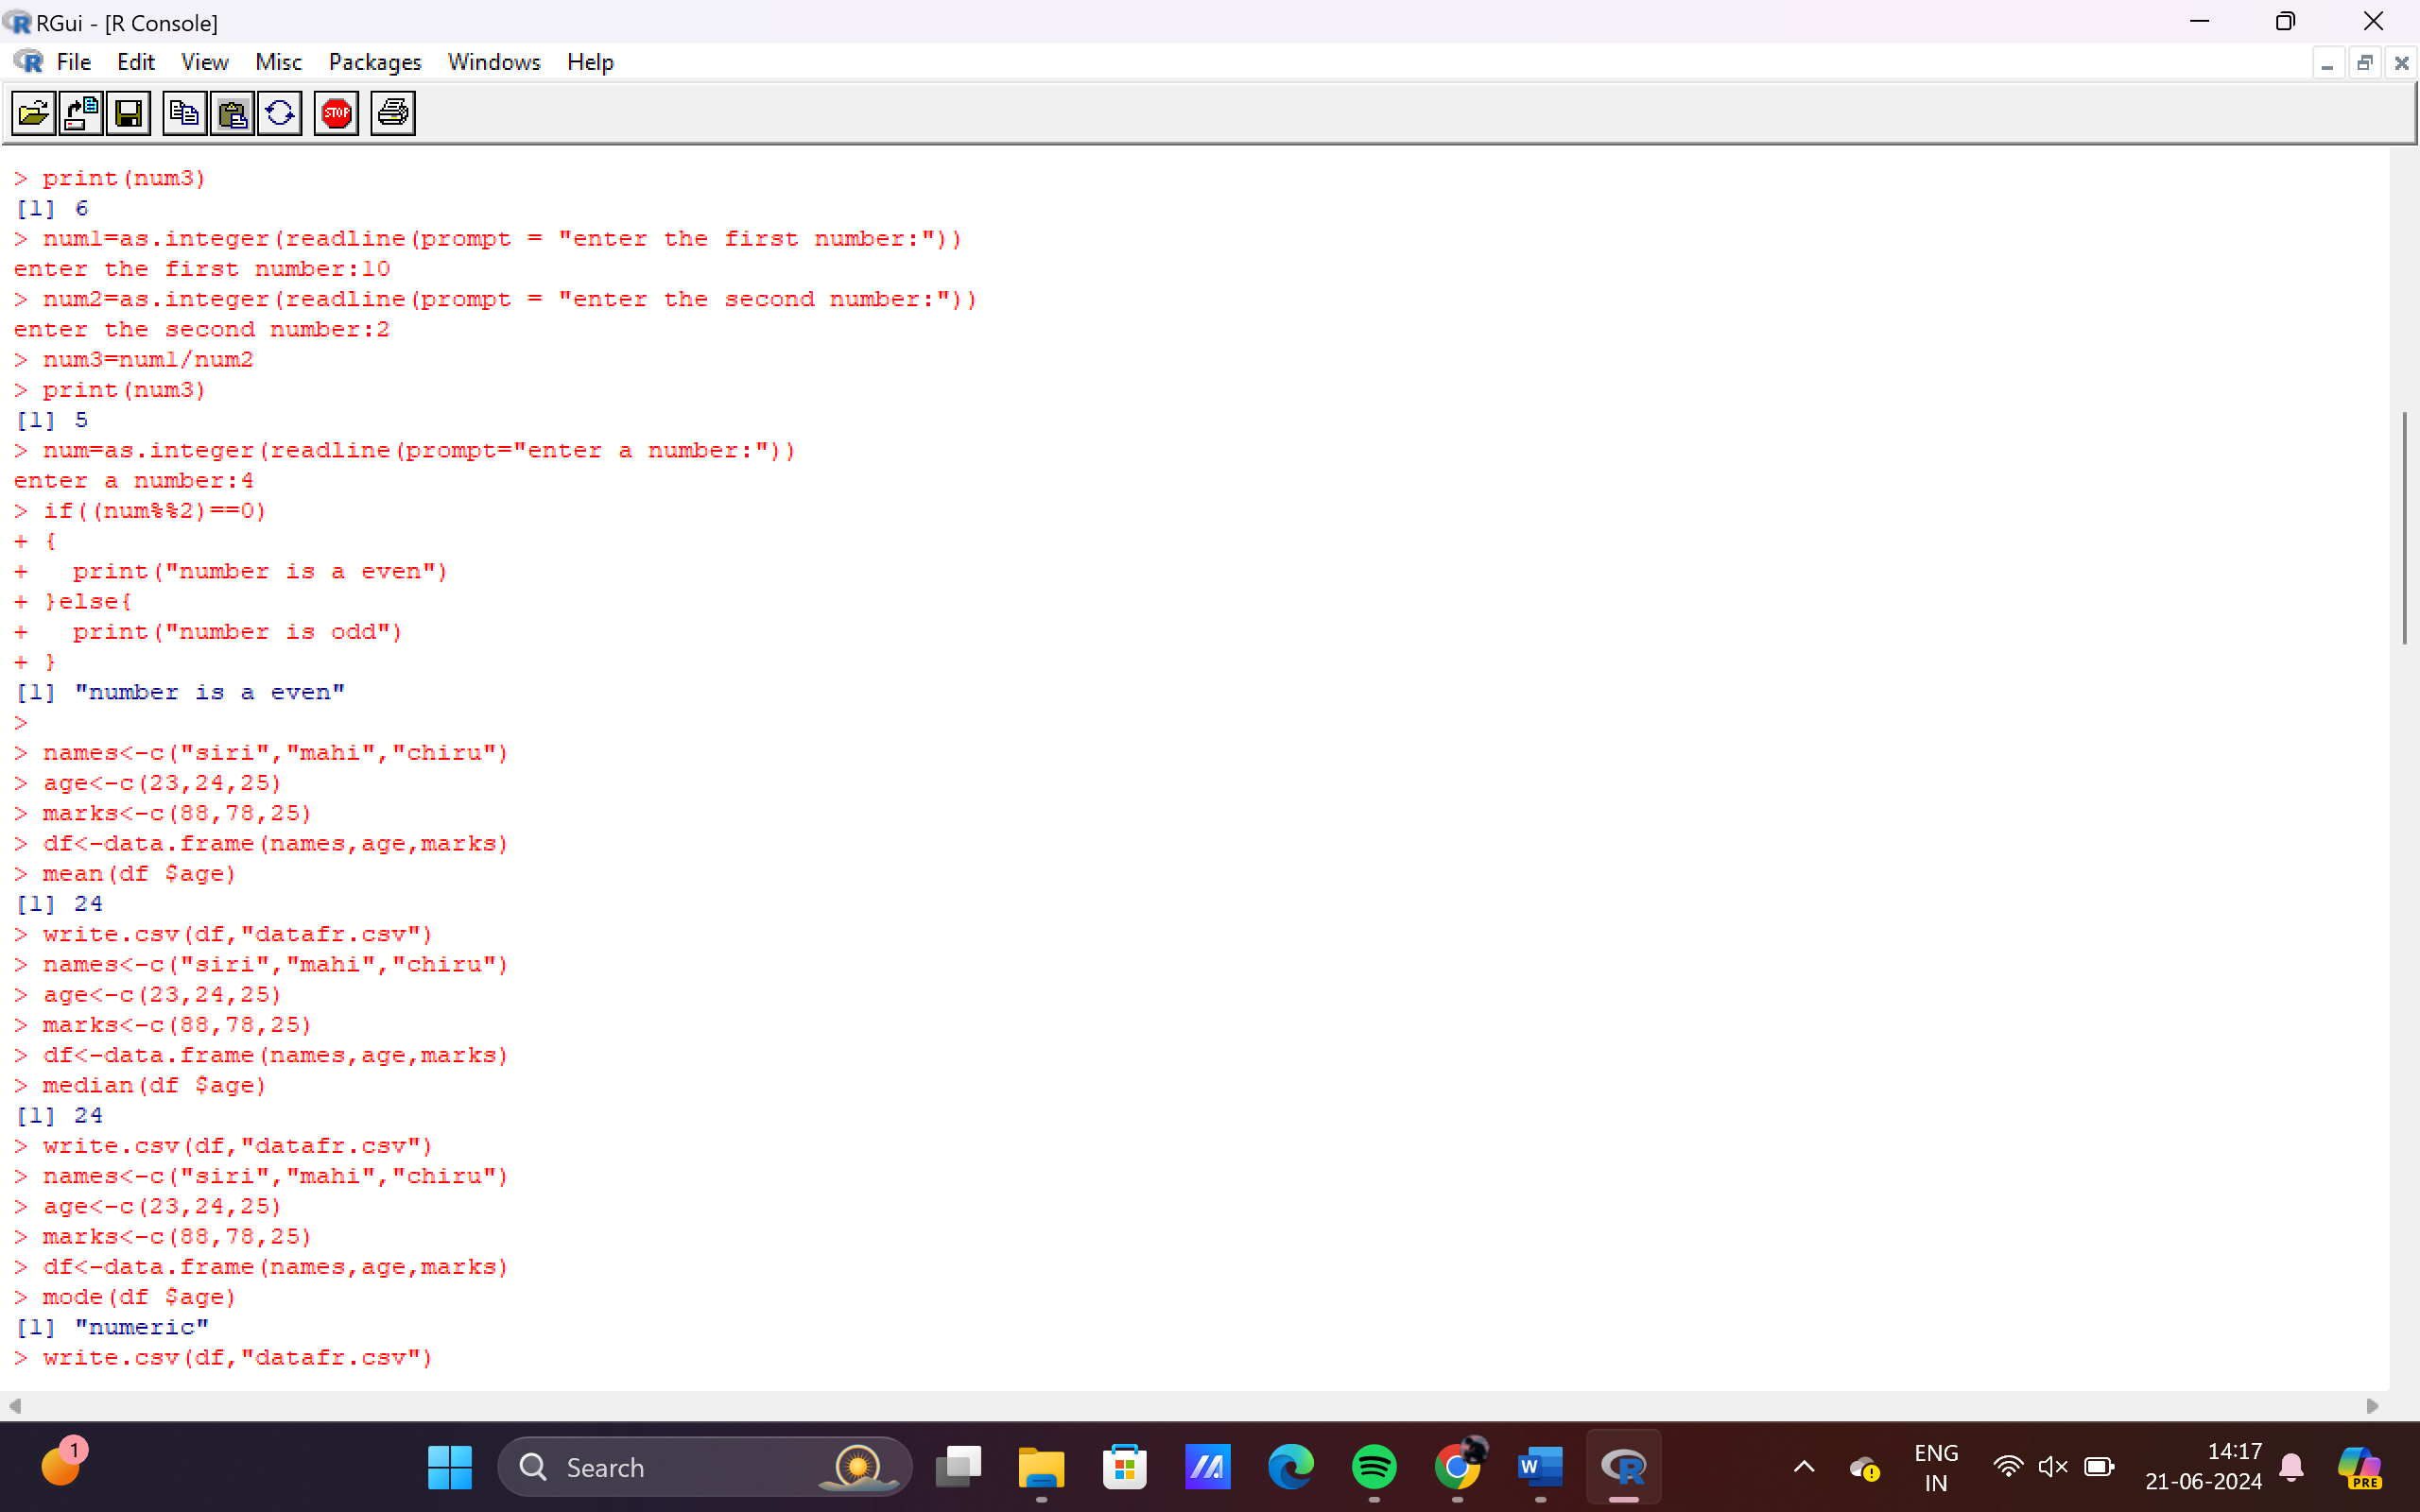 RGui - [R Console]
File Edit View Misc Packages Windows Help
STOP
> print(num3)
[1] 6
> num1=as.integer(readline(prompt = "enter the first number:"))
enter the first number:10
> num2=as.integer(readline(prompt = "enter the second number:"))
enter the second number:2
> num3=num1/num2
> print(num3)
[1] 5
> num=as.integer(readline(prompt="enter a number:"))
enter a number:4
> if((num%%2)==0)
+ {
+   print("number is a even")
+ }else{
+   print("number is odd")
+ }
[1] "number is a even"
>
> names<-c("siri","mahi","chiru")
> age<-c(23,24,25)
> marks<-c(88,78,25)
> df<-data.frame(names,age,marks)
> mean(df $age)
[1] 24
> write.csv(df,"datafr.csv")
> names<-c("siri","mahi","chiru")
> age<-c(23,24,25)
> marks<-c(88,78,25)
> df<-data.frame(names,age,marks)
> median(df $age)
[1] 24
> write.csv(df,"datafr.csv")
> names<-c("siri","mahi","chiru")
> age<-c(23,24,25)
> marks<-c(88,78,25)
> df<-data.frame(names,age,marks)
> mode(df $age)
[1] "numeric"
> write.csv(df,"datafr.csv")
1
Search
W
R
ENG
IN
14:17
21-06-2024
PRE